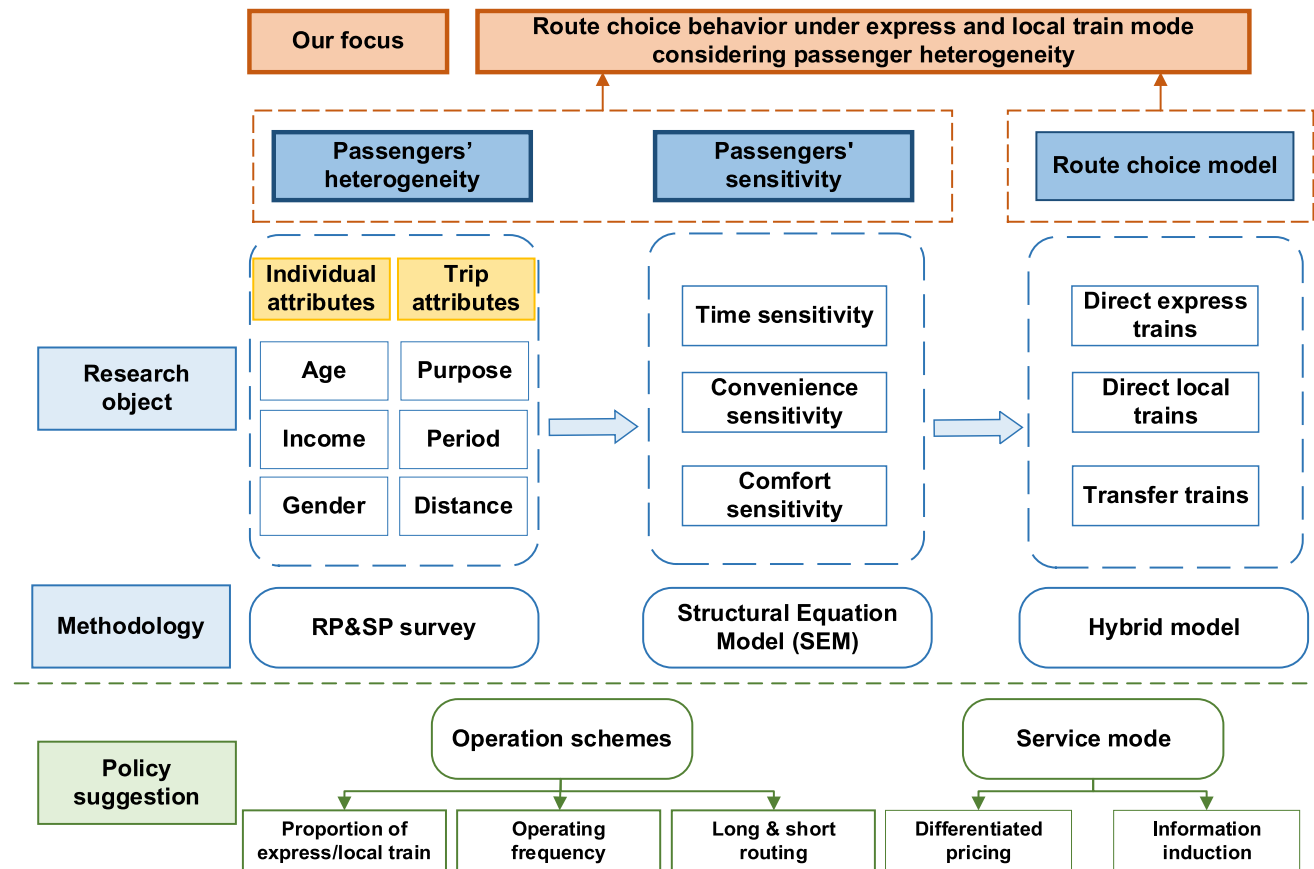 Our focus
Route choice behavior under express and local train mode
considering passenger heterogeneity
Passengers’
heterogeneity
Passengers'
sensitivity
Route choice model
Individual
attributes
Trip
attributes
Research
object
Age
Purpose
Income
Period
Gender
Distance
Time sensitivity
Convenience
sensitivity
Comfort
sensitivity
Direct express
trains
Direct local
trains
Transfer trains
Methodology
RP&SP survey
Structural Equation
Model (SEM)
Hybrid model
Policy
suggestion
Operation schemes
Service mode
Proportion of
express/local train
Operating
frequency
Long & short
routing
Differentiated
pricing
Information
induction